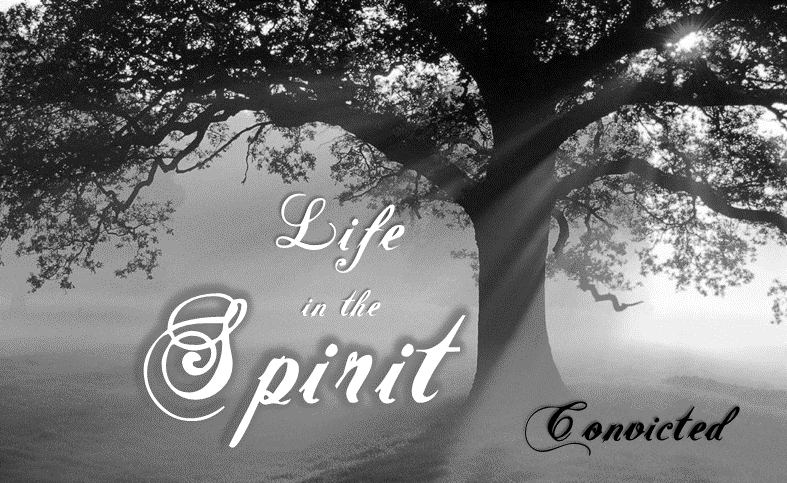 Life
in the
Spirit
Convicted